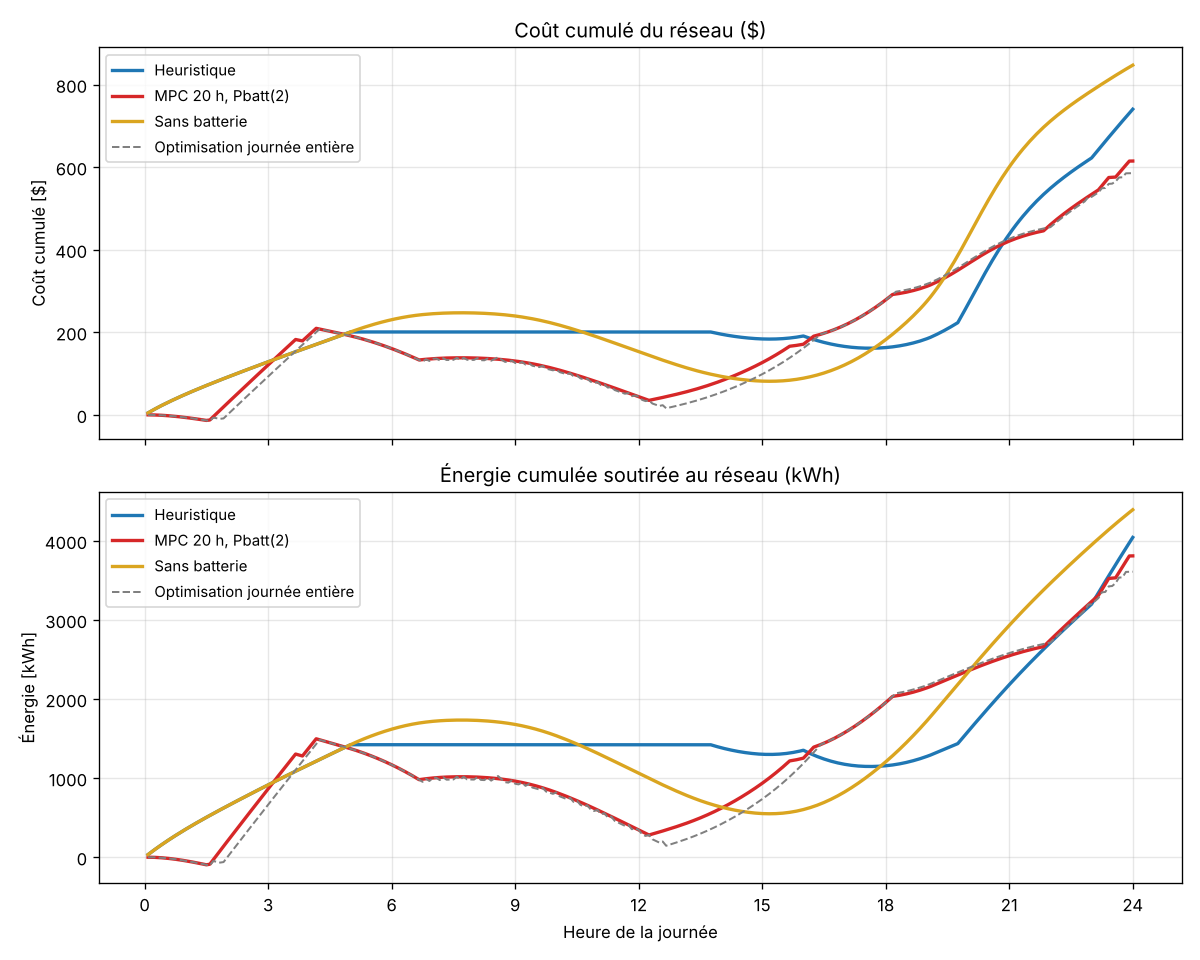 Coût cumulé du réseau ($)
Heuristique
MPC 20 h, Pbatt(2)
Sans batterie
Optimisation journée entière
Coût cumulé [$]
800
600
400
200
0
Énergie cumulée soutirée au réseau (kWh)
Heuristique
MPC 20 h, Pbatt(2)
Sans batterie
Optimisation journée entière
Énergie [kWh]
4000
3000
2000
1000
0
0 3 6 9 12 15 18 21 24
Heure de la journée